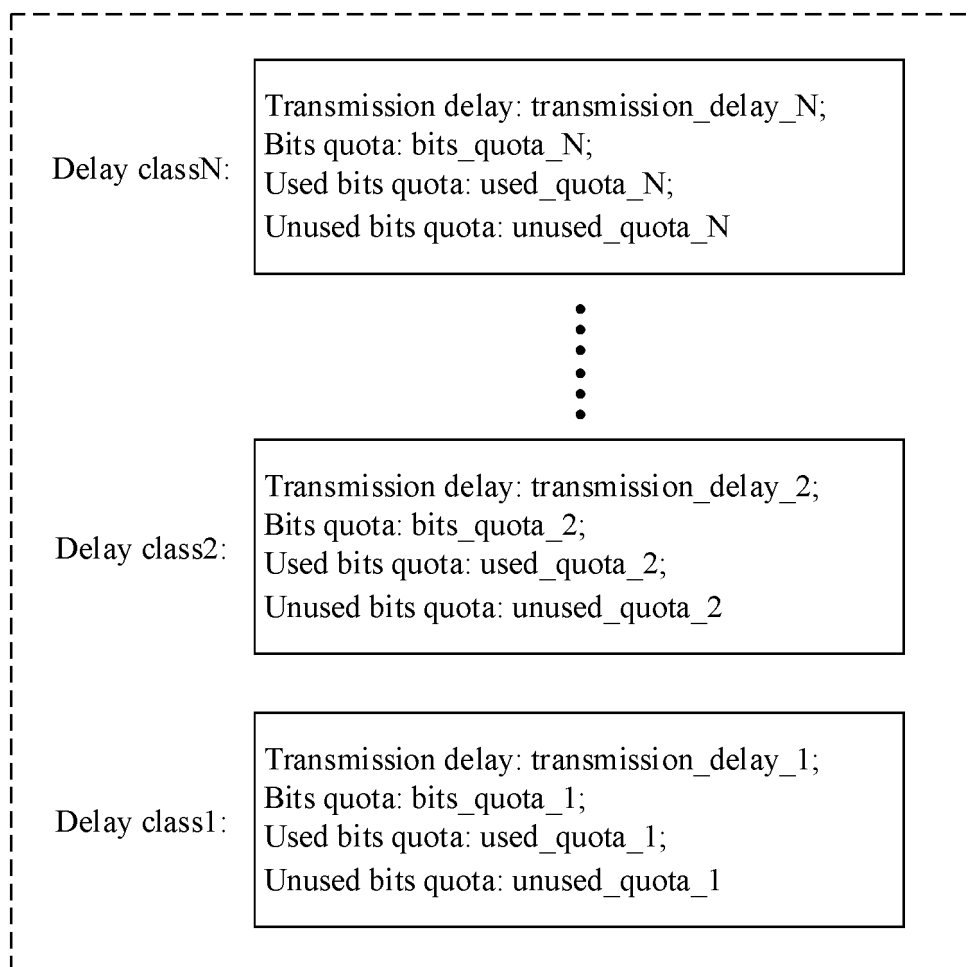 Delay classN:
Transmission delay: transmission_delay_N;
Bits quota: bits_quota_N;
Used bits quota: used_quota_N;
Unused bits quota: unused_quota_N
Delay class2:
Transmission delay: transmission_delay_2;
Bits quota: bits_quota_2;
Used bits quota: used_quota_2;
Unused bits quota: unused_quota_2
Delay class1:
Transmission delay: transmission_delay_1;
Bits quota: bits_quota_1;
Used bits quota: used_quota_1;
Unused bits quota: unused_quota_1